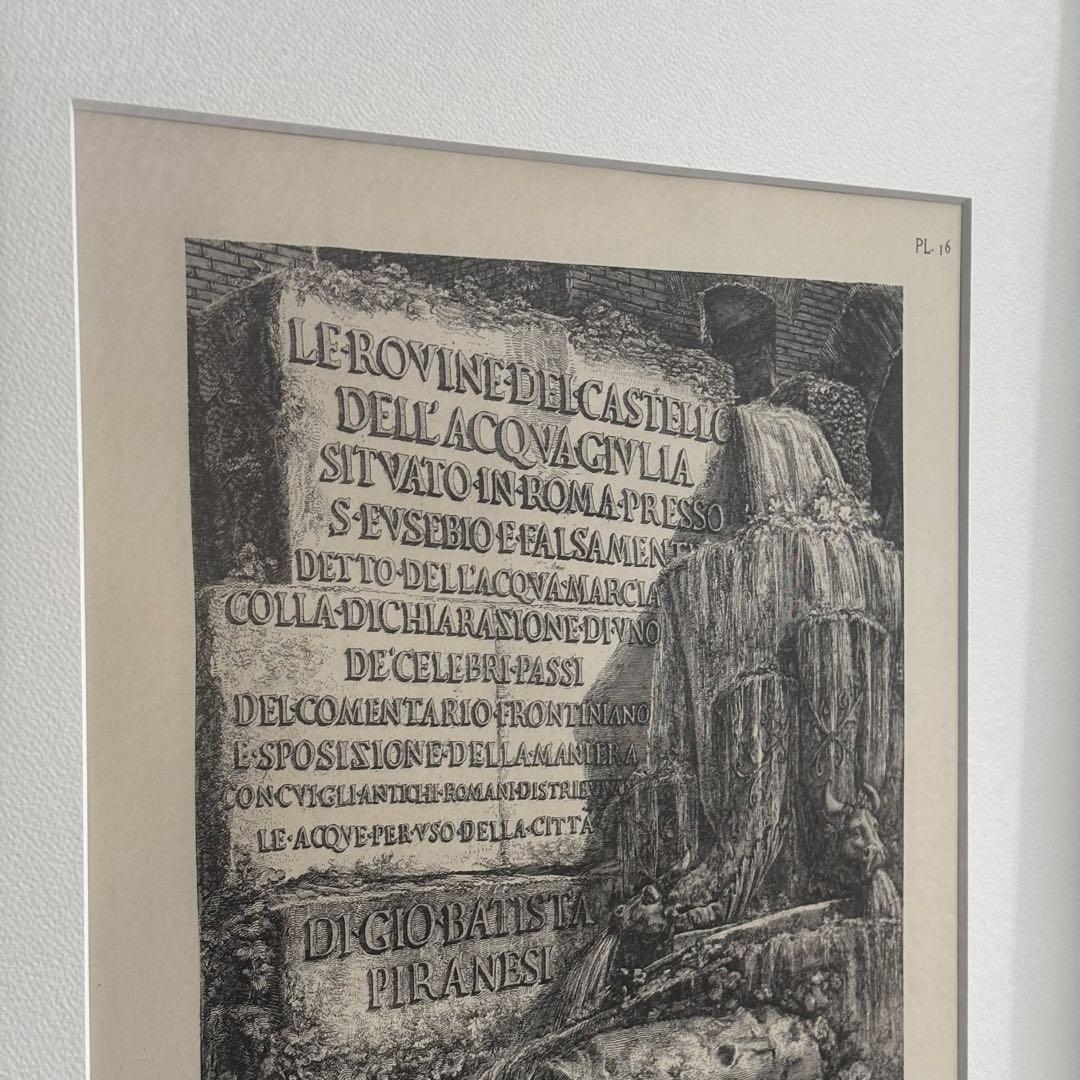 PL. 16
LE·ROVINE·DEL·CASTELLO
DELL'ACQVA·GIVLIA
SITVATO·IN·ROMA·PRESSO
S·EVSEBIO·E·FALSAMENTE
DETTO·DELL'ACQVA·MARCIA
COLLA·DICHIARASIONE·DI·VNO
DE'CELEBRI·PASSI
DEL·COMENTARIO·FRONTINIANO
E·SPOSISIONE·DELLA·MANIERA
CON·CVI·GLI·ANTICHI·ROMANI·DISTRIBVIVAN
LE·ACQVE·PER·VSO·DELLA·CITTA
DI·GIO·BATISTA
PIRANESI